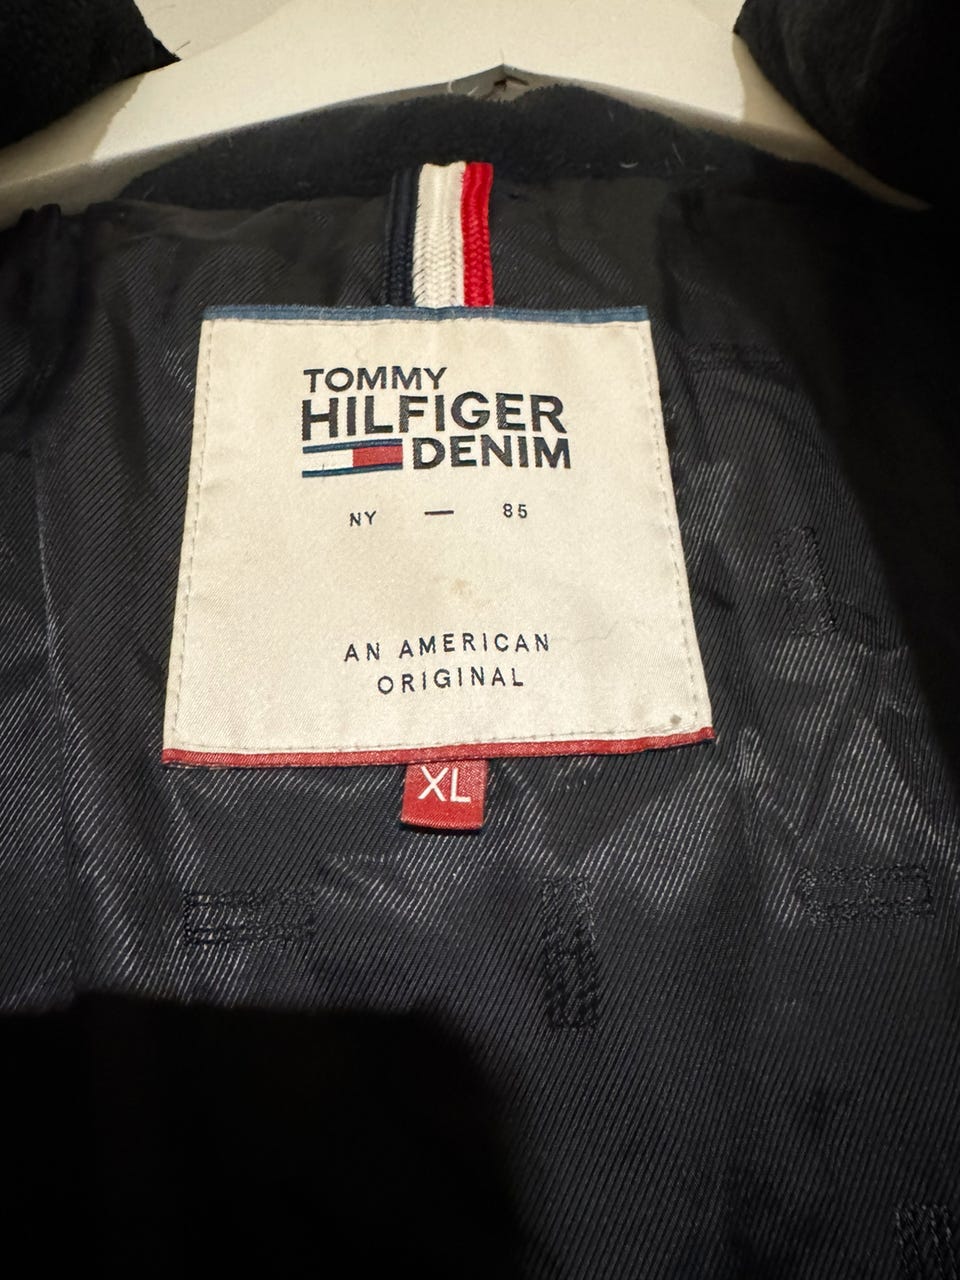 TOMMY
HILFIGER
DENIM
NY — 85
AN AMERICAN
ORIGINAL
XL